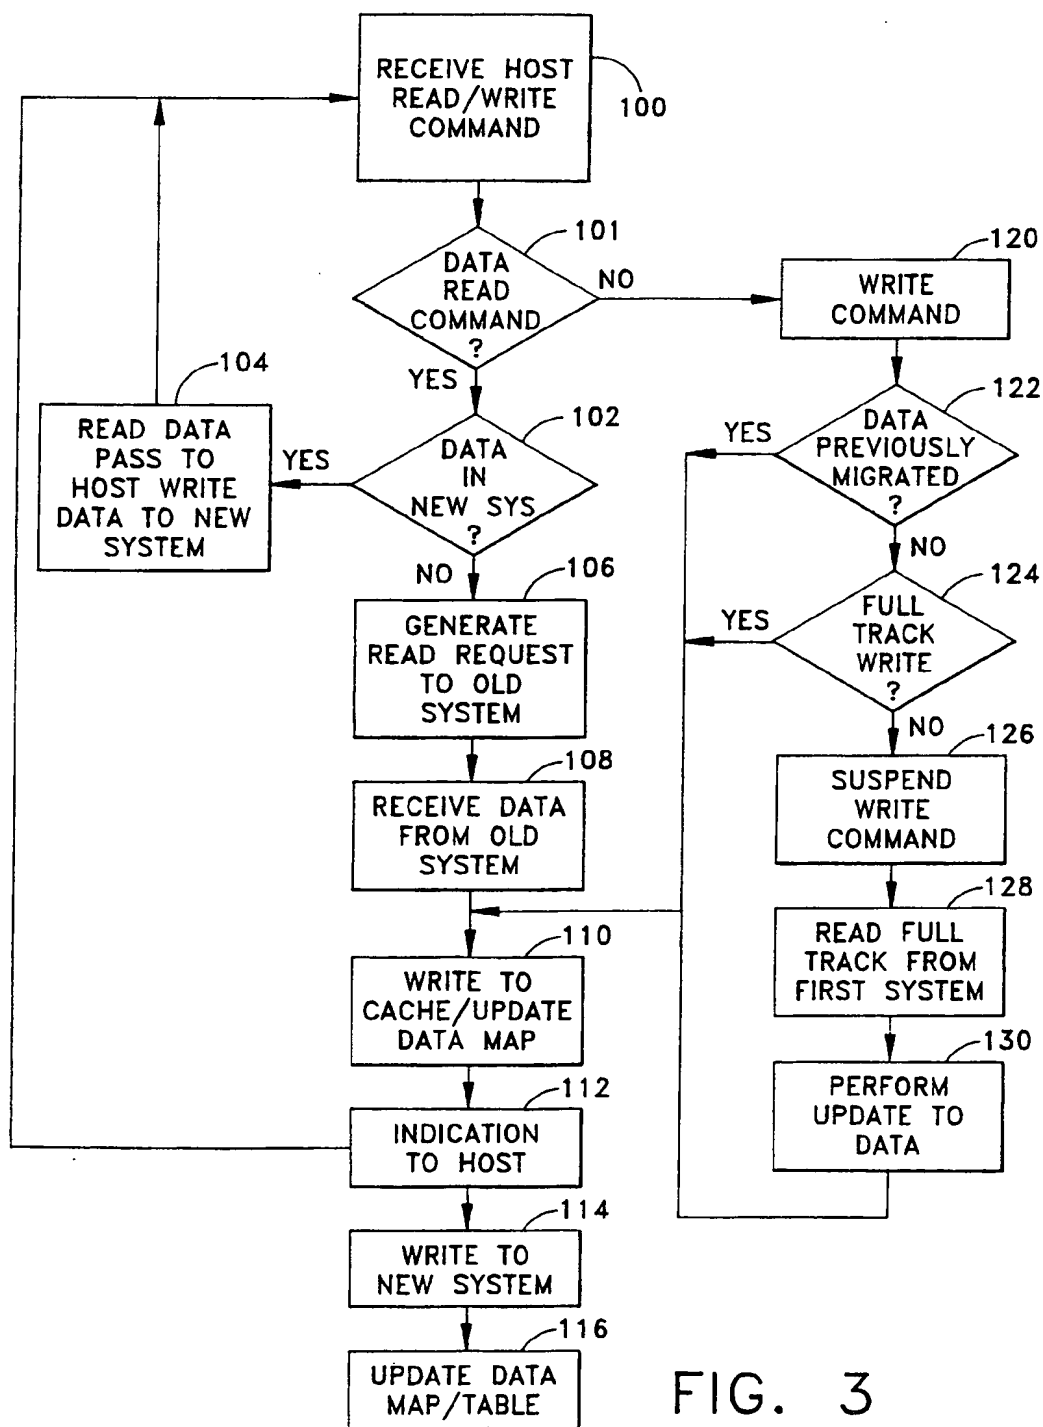 RECEIVE HOST
READ/WRITE
COMMAND
100
101
DATA
READ
COMMAND
?
NO
YES
120
WRITE
COMMAND
104
READ DATA
PASS TO
HOST WRITE
DATA TO NEW
SYSTEM
YES
102
DATA
IN
NEW SYS
?
NO
122
DATA
PREVIOUSLY
MIGRATED
?
YES
NO
106
GENERATE
READ REQUEST
TO OLD
SYSTEM
124
FULL
TRACK
WRITE
?
YES
NO
108
RECEIVE DATA
FROM OLD
SYSTEM
126
SUSPEND
WRITE
COMMAND
110
WRITE TO
CACHE/UPDATE
DATA MAP
128
READ FULL
TRACK FROM
FIRST SYSTEM
112
INDICATION
TO HOST
130
PERFORM
UPDATE TO
DATA
114
WRITE TO
NEW SYSTEM
116
UPDATE DATA
MAP/TABLE
FIG. 3